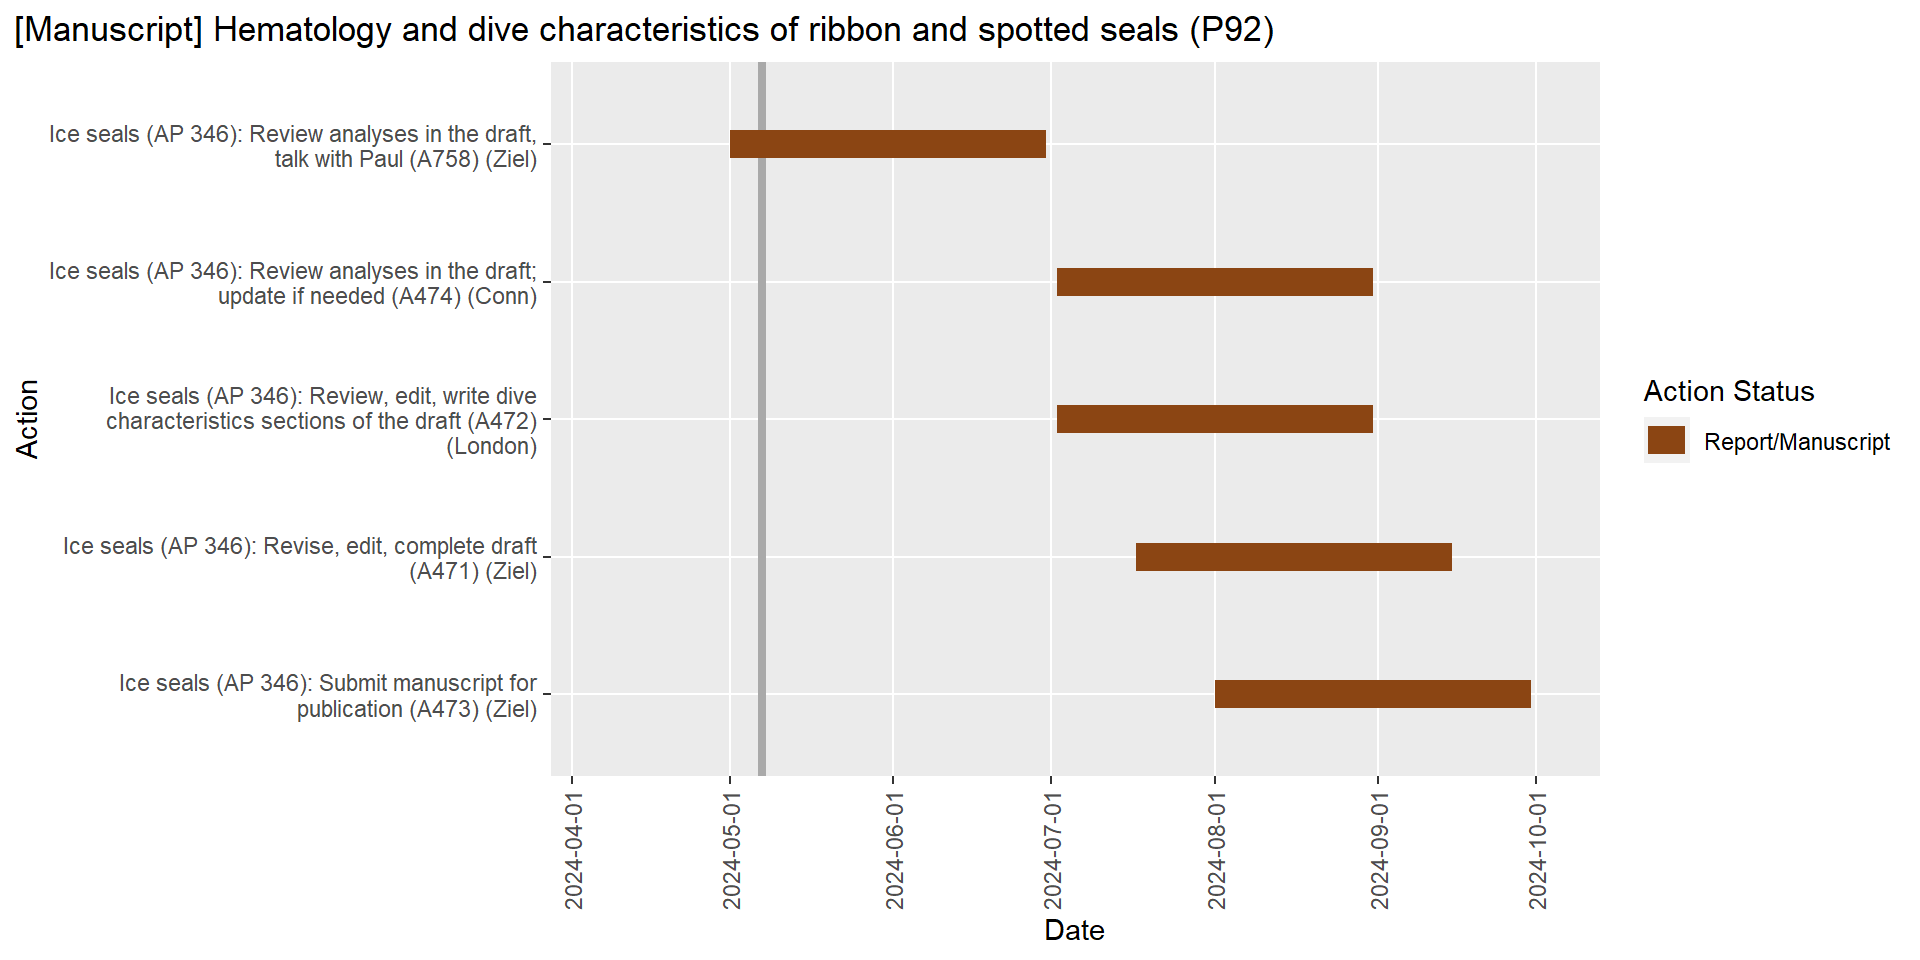 [Manuscript] Hematology and dive characteristics of ribbon and spotted seals (P92)
Ice seals (AP 346): Review analyses in the draft,
talk with Paul (A758) (Ziel)
Ice seals (AP 346): Review analyses in the draft;
update if needed (A474) (Conn)
Ice seals (AP 346): Review, edit, write dive
characteristics sections of the draft (A472)
(London)
Ice seals (AP 346): Revise, edit, complete draft
(A471) (Ziel)
Ice seals (AP 346): Submit manuscript for
publication (A473) (Ziel)
Action
2024-04-01
2024-05-01
2024-06-01
2024-07-01
2024-08-01
2024-09-01
2024-10-01
Date
Action Status
Report/Manuscript